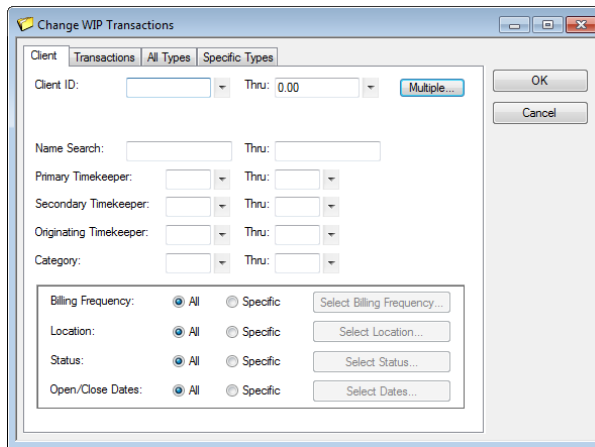 Change WIP Transactions
Client Transactions All Types Specific Types
Client ID: Thru: 0.00 Multiple...
OK
Cancel
Name Search: Thru:
Primary Timekeeper: Thru:
Secondary Timekeeper: Thru:
Originating Timekeeper: Thru:
Category: Thru:
Billing Frequency: All Specific Select Billing Frequency...
Location: All Specific Select Location...
Status: All Specific Select Status...
Open/Close Dates: All Specific Select Dates...